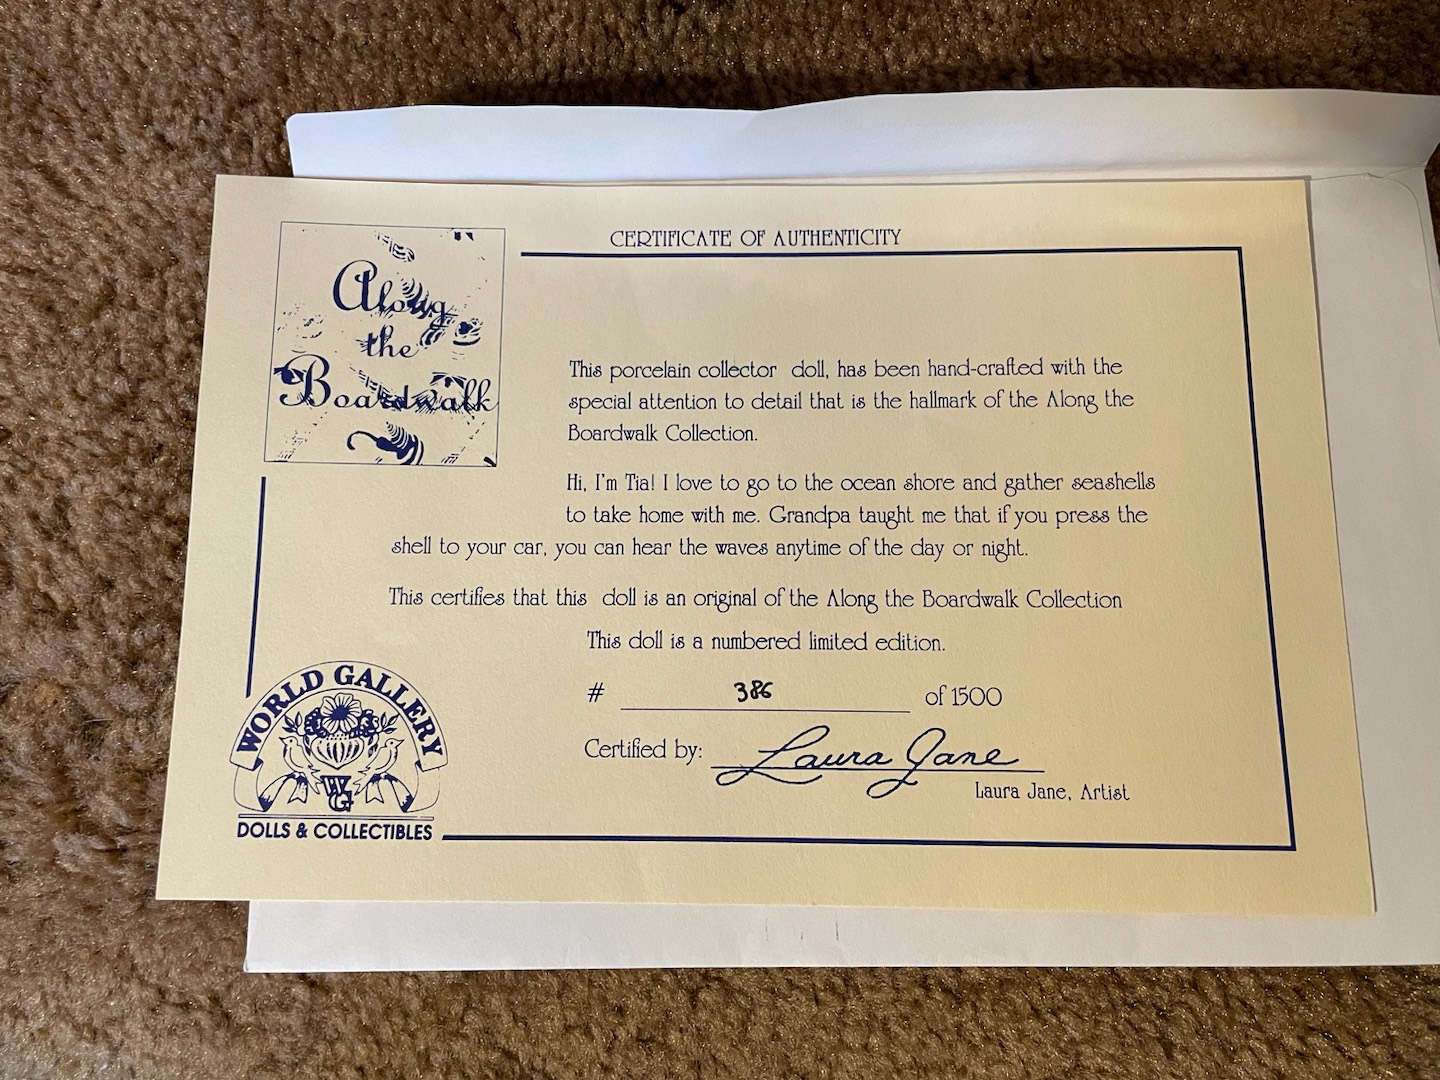 Along
the
Boardwalk
CERTIFICATE OF AUTHENTICITY
This porcelain collector doll, has been hand-crafted with the
special attention to detail that is the hallmark of the Along the
Boardwalk Collection.
Hi, I'm Tia! I love to go to the ocean shore and gather seashells
to take home with me. Grandpa taught me that if you press the
shell to your car, you can hear the waves anytime of the day or night.
This certifies that this doll is an original of the Along the Boardwalk Collection
This doll is a numbered limited edition.
# 386 of 1500
Certified by: Laura Jane
Laura Jane, Artist
WORLD GALLERY
WG
DOLLS & COLLECTIBLES